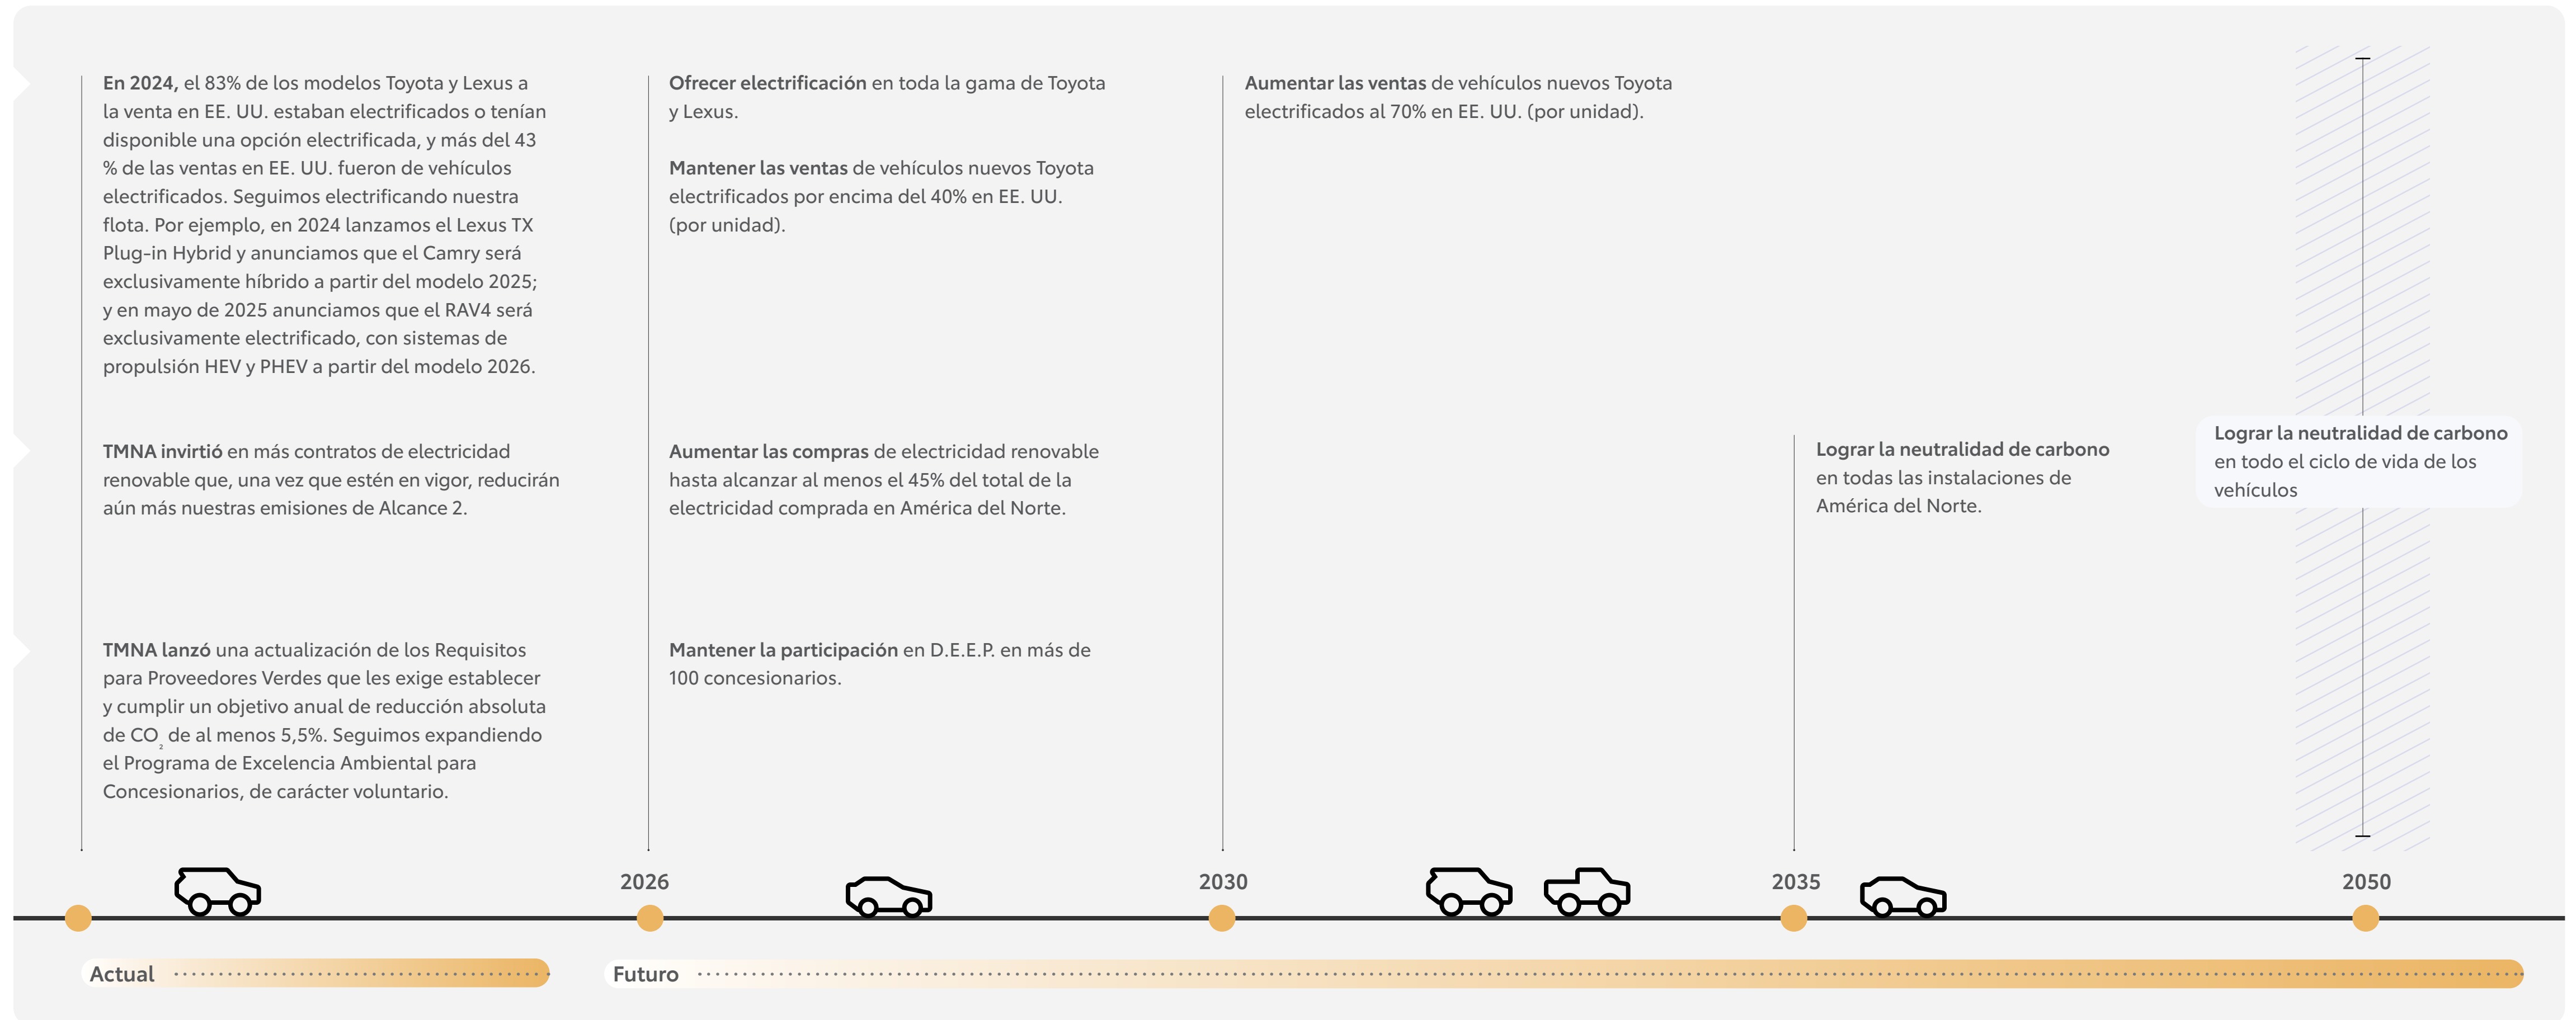 En 2024, el 83% de los modelos Toyota y Lexus a
la venta en EE. UU. estaban electrificados o tenían
disponible una opción electrificada, y más del 43
% de las ventas en EE. UU. fueron de vehículos
electrificados. Seguimos electrificando nuestra
flota. Por ejemplo, en 2024 lanzamos el Lexus TX
Plug-in Hybrid y anunciamos que el Camry será
exclusivamente híbrido a partir del modelo 2025;
y en mayo de 2025 anunciamos que el RAV4 será
exclusivamente electrificado, con sistemas de
propulsión HEV y PHEV a partir del modelo 2026.
TMNA invirtió en más contratos de electricidad
renovable que, una vez que estén en vigor, reducirán
aún más nuestras emisiones de Alcance 2.
TMNA lanzó una actualización de los Requisitos
para Proveedores Verdes que les exige establecer
y cumplir un objetivo anual de reducción absoluta
de CO₂ de al menos 5,5%. Seguimos expandiendo
el Programa de Excelencia Ambiental para
Concesionarios, de carácter voluntario.
Ofrecer electrificación en toda la gama de Toyota
y Lexus.
Mantener las ventas de vehículos nuevos Toyota
electrificados por encima del 40% en EE. UU.
(por unidad).
Aumentar las compras de electricidad renovable
hasta alcanzar al menos el 45% del total de la
electricidad comprada en América del Norte.
Mantener la participación en D.E.E.P. en más de
100 concesionarios.
Aumentar las ventas de vehículos nuevos Toyota
electrificados al 70% en EE. UU. (por unidad).
Lograr la neutralidad de carbono
en todas las instalaciones de
América del Norte.
Lograr la neutralidad de carbono
en todo el ciclo de vida de los
vehículos
2026
2030
2035
2050
Actual
Futuro